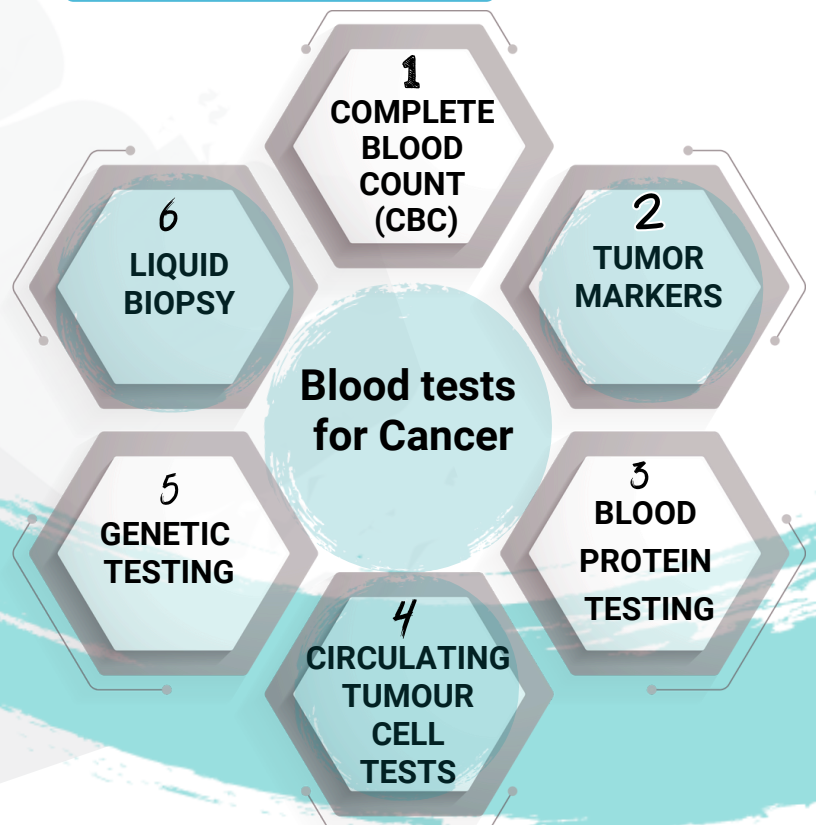 Blood tests
for Cancer
1
COMPLETE
BLOOD
COUNT
(CBC)
2
TUMOR
MARKERS
3
BLOOD
PROTEIN
TESTING
4
CIRCULATING
TUMOUR
CELL
TESTS
5
GENETIC
TESTING
6
LIQUID
BIOPSY